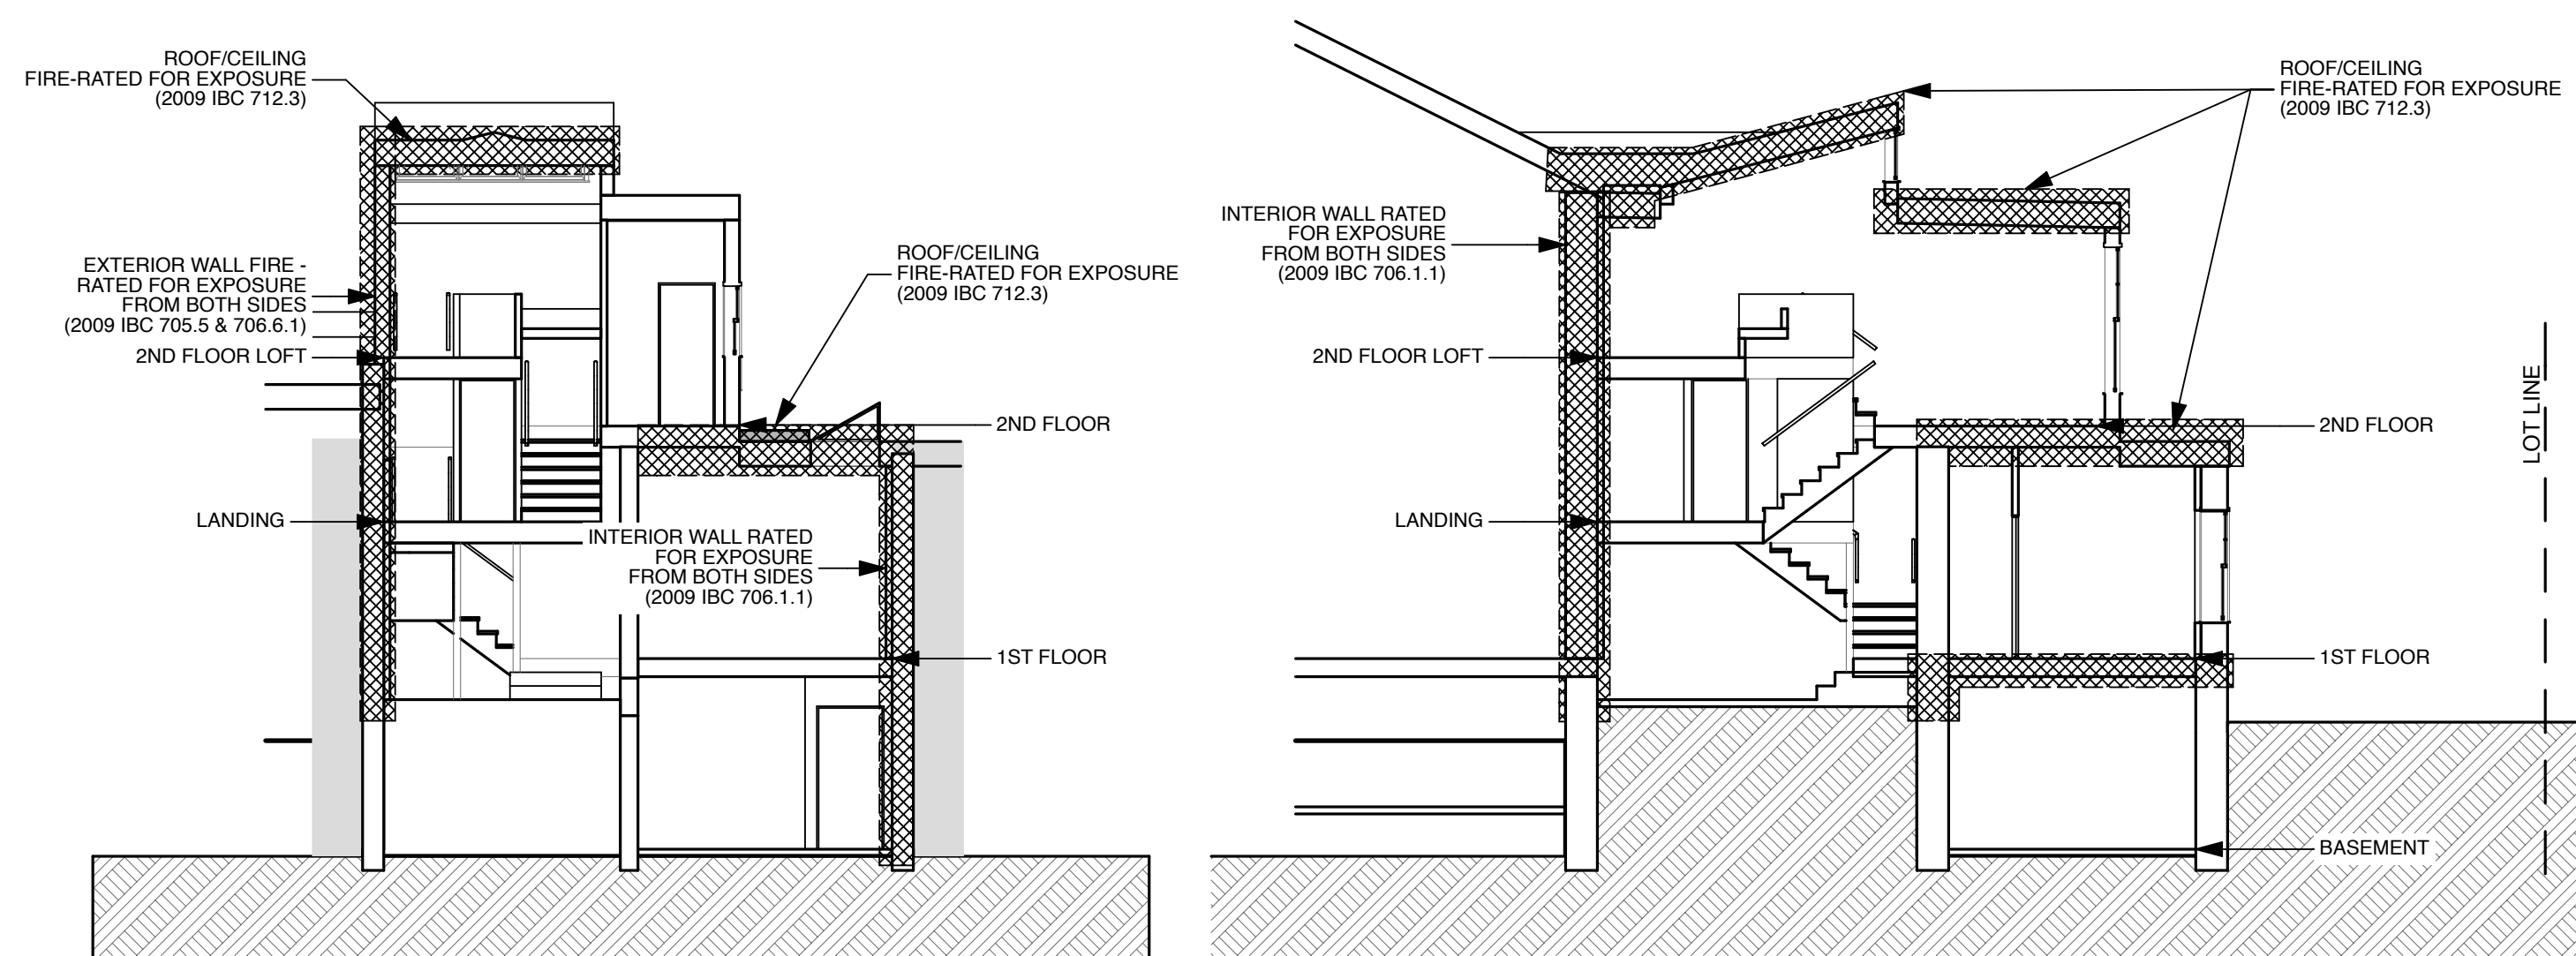 ROOF/CEILING
FIRE-RATED FOR EXPOSURE
(2009 IBC 712.3)
EXTERIOR WALL FIRE -
RATED FOR EXPOSURE
FROM BOTH SIDES
(2009 IBC 705.5 & 706.6.1)
2ND FLOOR LOFT
LANDING
ROOF/CEILING
FIRE-RATED FOR EXPOSURE
(2009 IBC 712.3)
2ND FLOOR
INTERIOR WALL RATED
FOR EXPOSURE
FROM BOTH SIDES
(2009 IBC 706.1.1)
1ST FLOOR
INTERIOR WALL RATED
FOR EXPOSURE
FROM BOTH SIDES
(2009 IBC 706.1.1)
2ND FLOOR LOFT
LANDING
ROOF/CEILING
FIRE-RATED FOR EXPOSURE
(2009 IBC 712.3)
LOT LINE
2ND FLOOR
1ST FLOOR
BASEMENT